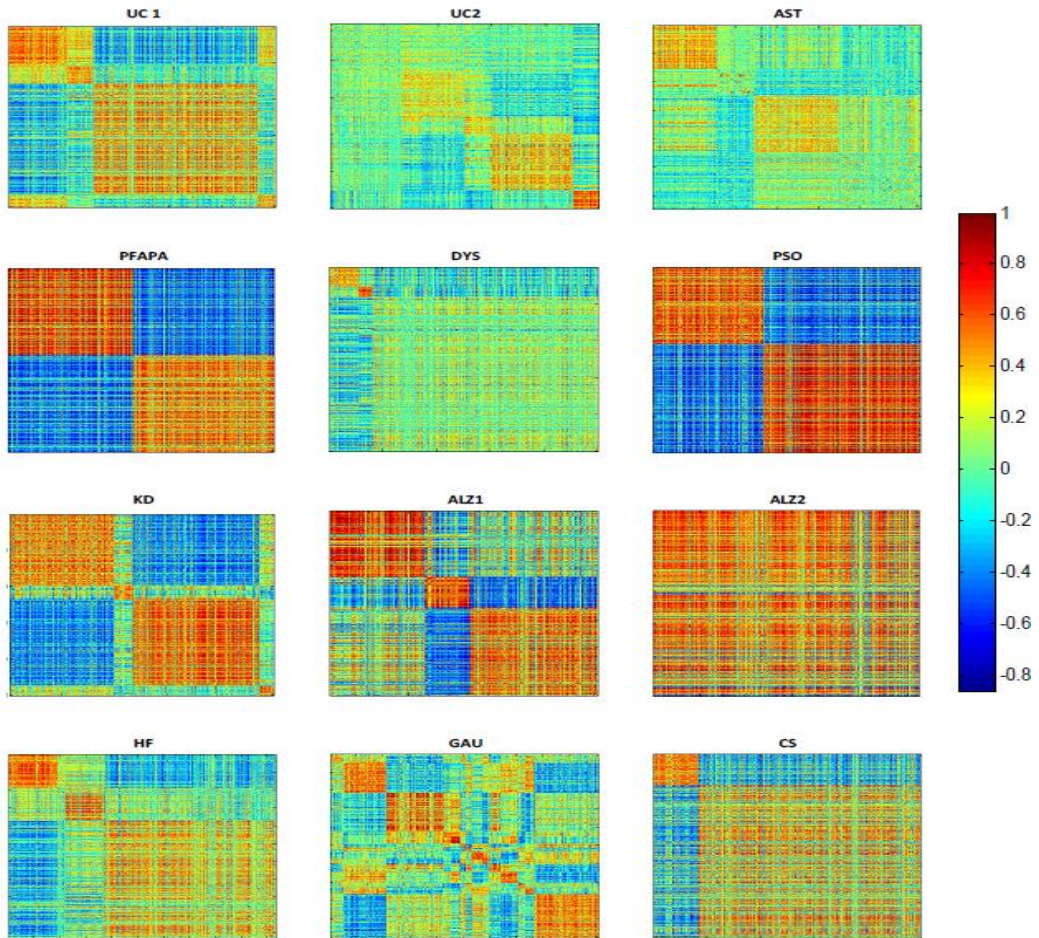 UC 1 UC2 AST
PFAPA DYS PSO
1
0.8
0.6
0.4
0.2
0
-0.2
-0.4
-0.6
-0.8
KD ALZ1 ALZ2
HF GAU CS